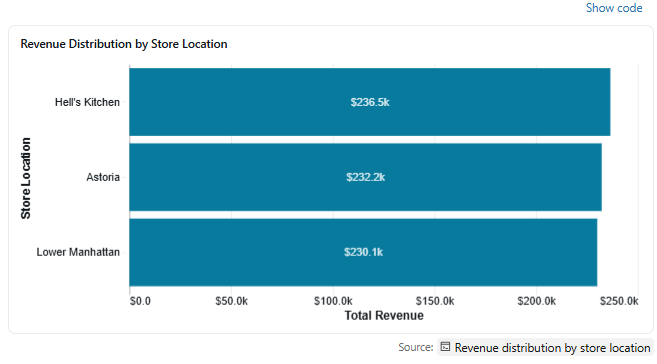 Show code
Revenue Distribution by Store Location
Store Location
Hell's Kitchen
$236.5k
Astoria
$232.2k
Lower Manhattan
$230.1k
$0.0 $50.0k $100.0k $150.0k $200.0k $250.0k
Total Revenue
Source: Revenue distribution by store location